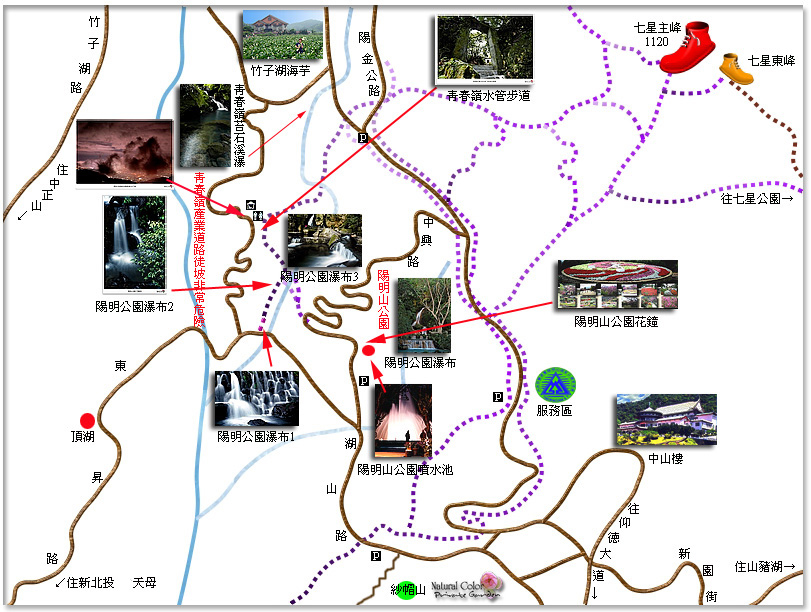 竹子湖路
竹子湖海芋
陽金公路
七星主峰
1120
七星東峰
青春嶺水管步道
青春嶺苔石溪瀑
住中正山
青春嶺產業道路徒坡非常危險
往七星公園→
中興路
陽明公園瀑布3
陽明公園瀑布2
陽明山公園
陽明山公園花鐘
陽明公園瀑布
P
P
P
P
東昇路
服務區
頂湖
陽明公園瀑布1
湖山路
陽明山公園噴水池
中山樓
往仰德大道
新園街
住山豬湖→
住新北投 天母
紗帽山
Natural Color
Private Garden